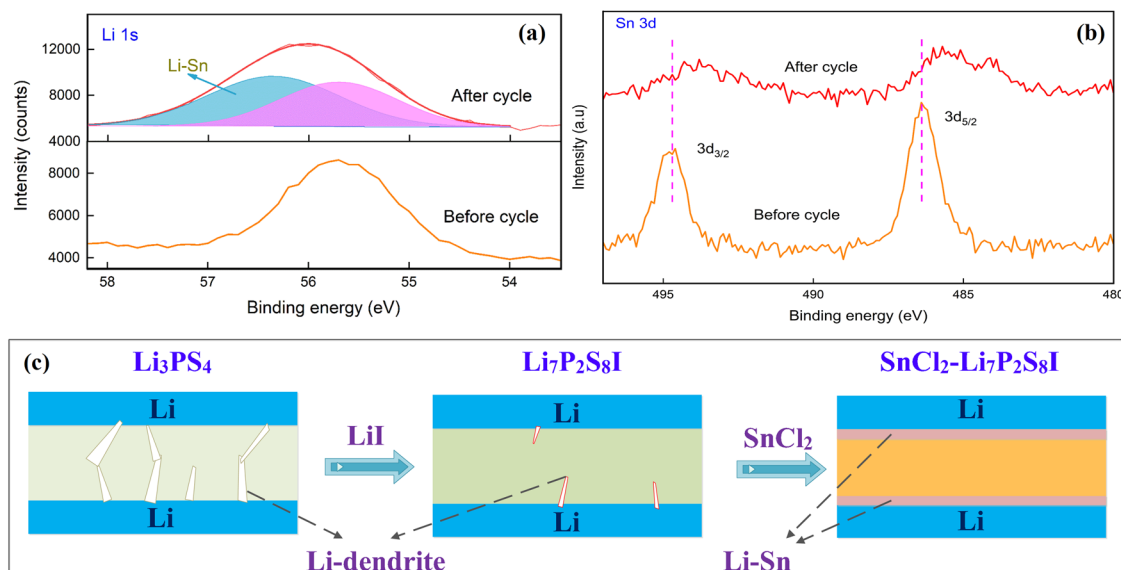 Li 1s
(a)
Li-Sn
After cycle
Before cycle
Intensity (counts)
12000
8000
4000
8000
6000
4000
58
57
56
55
54
Binding energy (eV)
Sn 3d
(b)
After cycle
3d₅/₂
3d₃/₂
Before cycle
Intensity (a.u)
495
490
485
480
Binding energy (eV)
(c)
Li₃PS₄
Li₇P₂S₈I
SnCl₂-Li₇P₂S₈I
Li
Li
Li
LiI
SnCl₂
Li
Li
Li
Li-dendrite
Li-Sn